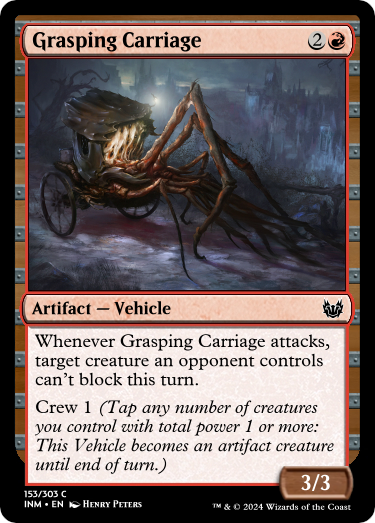 Grasping Carriage 2
Artifact — Vehicle
Whenever Grasping Carriage attacks,
target creature an opponent controls
can't block this turn.
Crew 1 (Tap any number of creatures
you control with total power 1 or more:
This Vehicle becomes an artifact creature
until end of turn.)
3/3
153/303 C
INM • EN Henry Peters
™ & © 2024 Wizards of the Coast